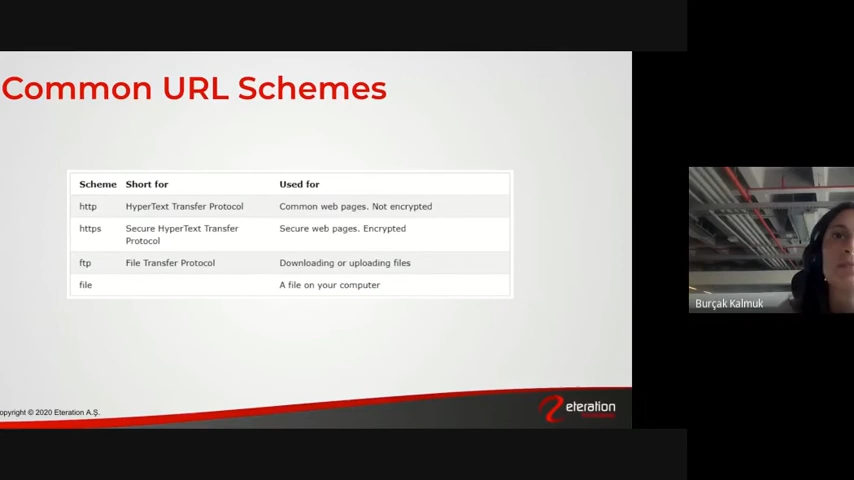 Common URL Schemes
Scheme Short for Used for
http HyperText Transfer Protocol Common web pages. Not encrypted
https Secure HyperText Transfer Protocol Secure web pages. Encrypted
ftp File Transfer Protocol Downloading or uploading files
file A file on your computer
Burçak Kalmuk
opyright © 2020 Eteration A.Ş.
eteration